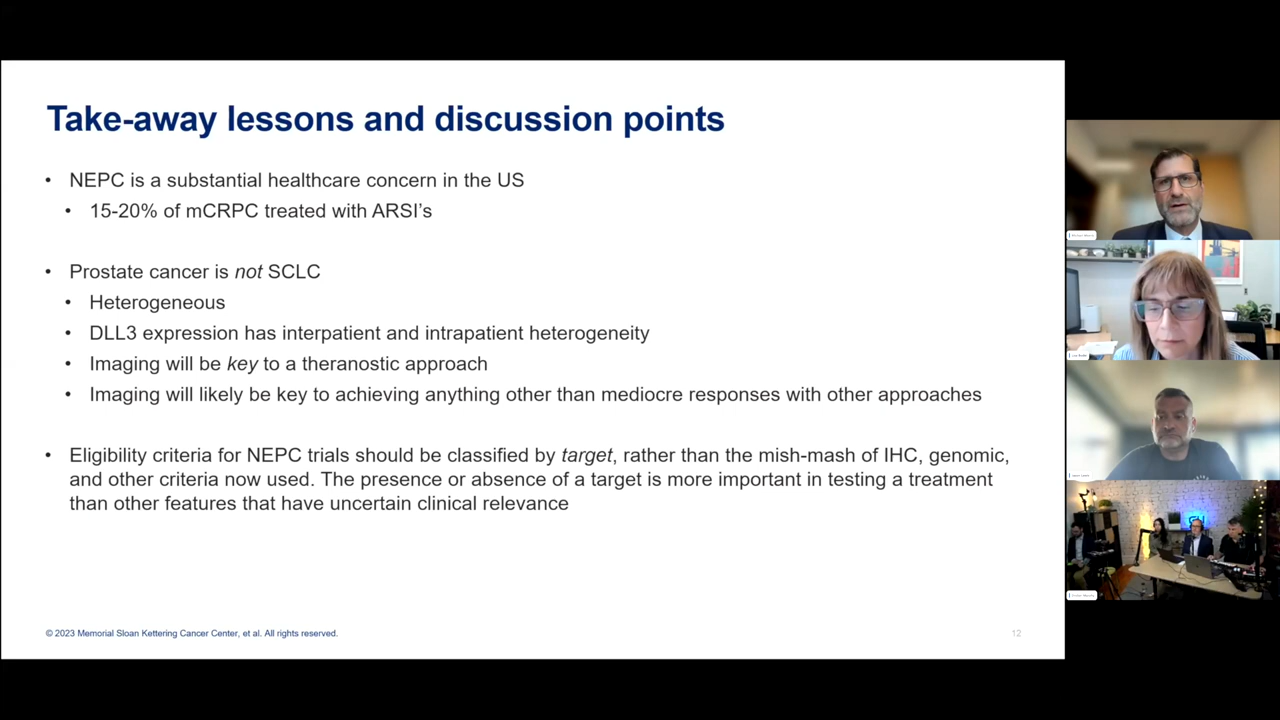 Take-away lessons and discussion points
• NEPC is a substantial healthcare concern in the US
• 15-20% of mCRPC treated with ARSI's
• Prostate cancer is not SCLC
• Heterogeneous
• DLL3 expression has interpatient and intrapatient heterogeneity
• Imaging will be key to a theranostic approach
• Imaging will likely be key to achieving anything other than mediocre responses with other approaches
• Eligibility criteria for NEPC trials should be classified by target, rather than the mish-mash of IHC, genomic,
and other criteria now used. The presence or absence of a target is more important in testing a treatment
than other features that have uncertain clinical relevance
© 2023 Memorial Sloan Kettering Cancer Center, et al. All rights reserved.
12